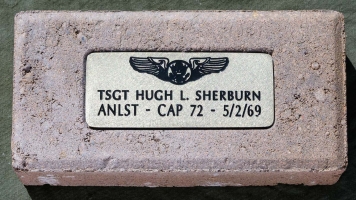 TSGT HUGH L. SHERBURN
ANLST - CAP 72 - 5/2/69